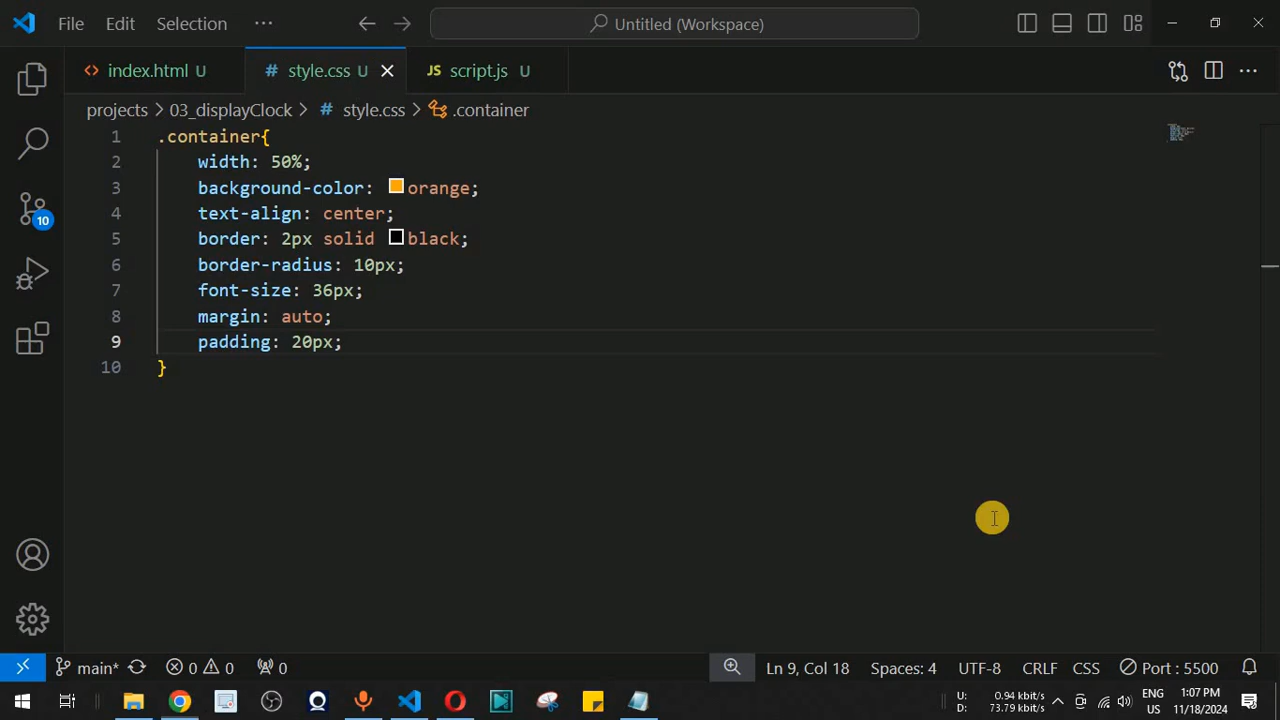 File Edit Selection ··· Untitled (Workspace)
index.html U # style.css U JS script.js U
projects > 03_displayClock > # style.css > .container
1 .container{
2 width: 50%;
3 background-color: orange;
4 text-align: center;
5 border: 2px solid black;
6 border-radius: 10px;
7 font-size: 36px;
8 margin: auto;
9 padding: 20px;
10 }
10
main* 0 0 0 Ln 9, Col 18 Spaces: 4 UTF-8 CRLF CSS Port : 5500
U: 0.94 kbit/s ENG 1:07 PM
D: 73.79 kbit/s US 11/18/2024